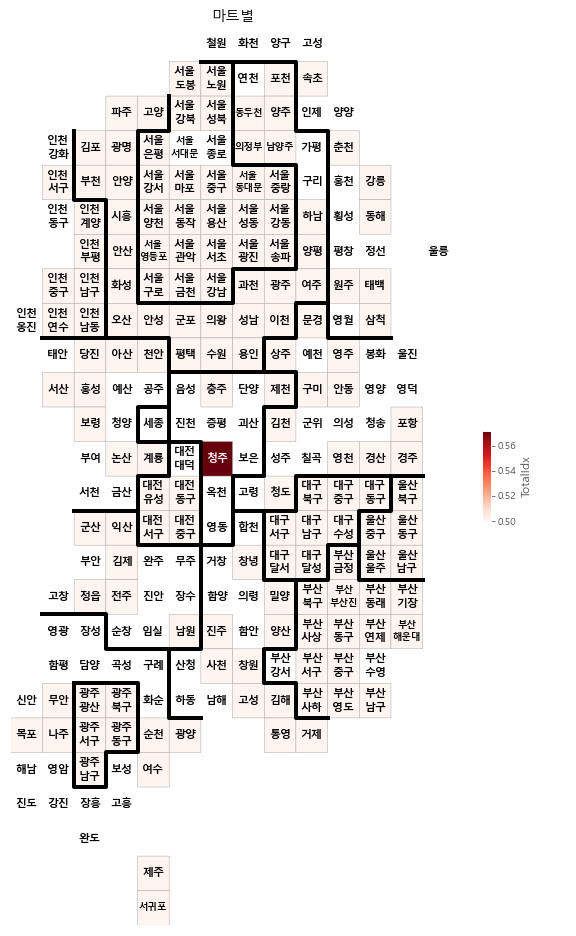 마트별
철원 화천 양구 고성
서울 도봉 서울 노원 연천 포천 속초
파주 고양 서울 강북 서울 성북 동두천 양주 인제 양양
인천 강화 김포 광명 서울 은평 서울 서대문 서울 종로 의정부 남양주 가평 춘천
인천 서구 부천 안양 서울 강서 서울 마포 서울 중구 서울 동대문 서울 중랑 구리 홍천 강릉
인천 동구 인천 계양 시흥 서울 양천 서울 동작 서울 용산 서울 성동 서울 강동 하남 횡성 동해
인천 부평 안산 서울 영등포 서울 관악 서울 서초 서울 광진 서울 송파 양평 평창 정선 울릉
인천 중구 인천 남구 화성 서울 구로 서울 금천 서울 강남 과천 광주 여주 원주 태백
인천 옹진 인천 연수 인천 남동 오산 안성 군포 의왕 성남 이천 문경 영월 삼척
태안 당진 아산 천안 평택 수원 용인 상주 예천 영주 봉화 울진
서산 홍성 예산 공주 음성 충주 단양 제천 구미 안동 영양 영덕
보령 청양 세종 진천 증평 괴산 김천 군위 의성 청송 포항
부여 논산 계룡 대전 대덕 청주 보은 성주 칠곡 영천 경산 경주
서천 금산 대전 유성 대전 동구 옥천 고령 청도 대구 북구 대구 중구 대구 동구 울산 북구
군산 익산 대전 서구 대전 중구 영동 합천 대구 서구 대구 남구 대구 수성 울산 중구 울산 동구
부안 김제 완주 무주 거창 창녕 대구 달서 대구 달성 부산 금정 울산 울주 울산 남구
고창 정읍 전주 진안 장수 함양 의령 밀양 부산 북구 부산 부산진 부산 동래 부산 기장
영광 장성 순창 임실 남원 진주 함안 양산 부산 사상 부산 동구 부산 연제 부산 해운대
함평 담양 곡성 구례 산청 사천 창원 부산 강서 부산 서구 부산 중구 부산 수영
신안 무안 광주 광산 광주 북구 화순 하동 남해 고성 김해 부산 사하 부산 영도 부산 남구
목포 나주 광주 서구 광주 동구 순천 광양 통영 거제
해남 영암 광주 남구 보성 여수
진도 강진 장흥 고흥
완도
제주
서귀포
0.56
0.54
0.52
0.50
TotalIdx